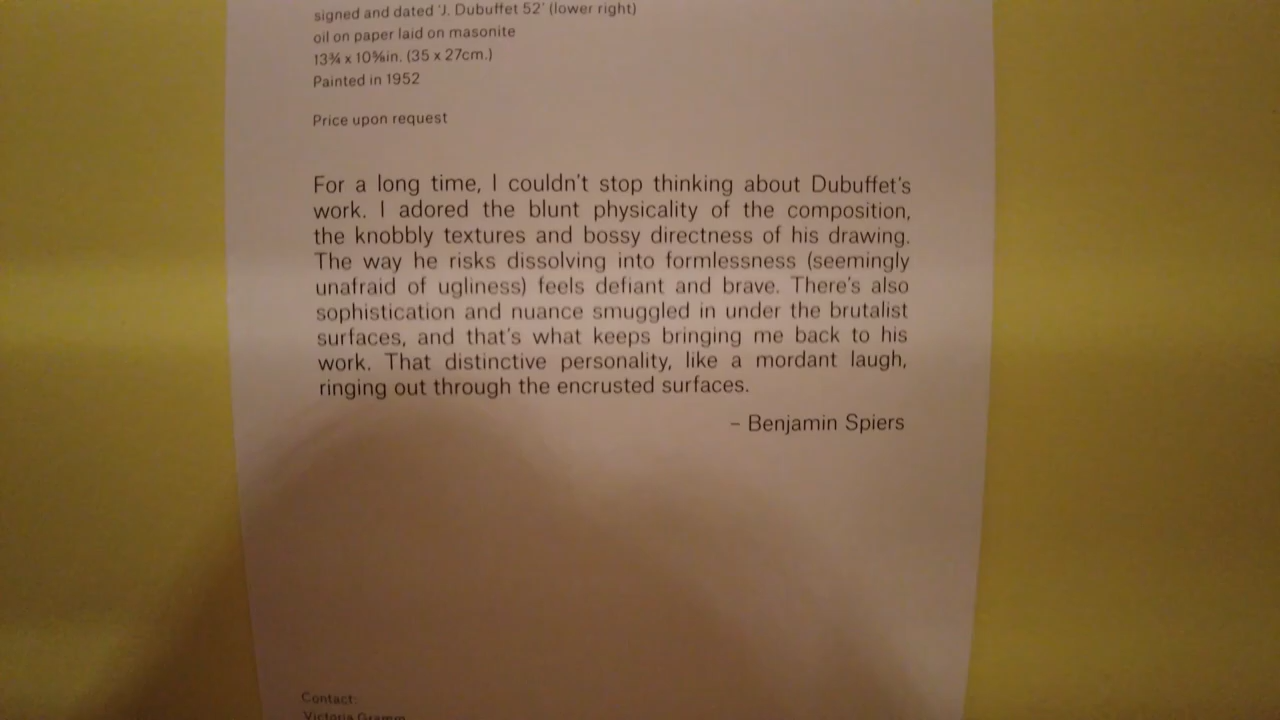 signed and dated 'J. Dubuffet 52' (lower right)
oil on paper laid on masonite
13¾ x 10⅝in. (35 x 27cm.)
Painted in 1952
Price upon request
For a long time, I couldn't stop thinking about Dubuffet's
work. I adored the blunt physicality of the composition,
the knobbly textures and bossy directness of his drawing.
The way he risks dissolving into formlessness (seemingly
unafraid of ugliness) feels defiant and brave. There's also
sophistication and nuance smuggled in under the brutalist
surfaces, and that's what keeps bringing me back to his
work. That distinctive personality, like a mordant laugh,
ringing out through the encrusted surfaces.
– Benjamin Spiers
Contact:
Victoria Gramm